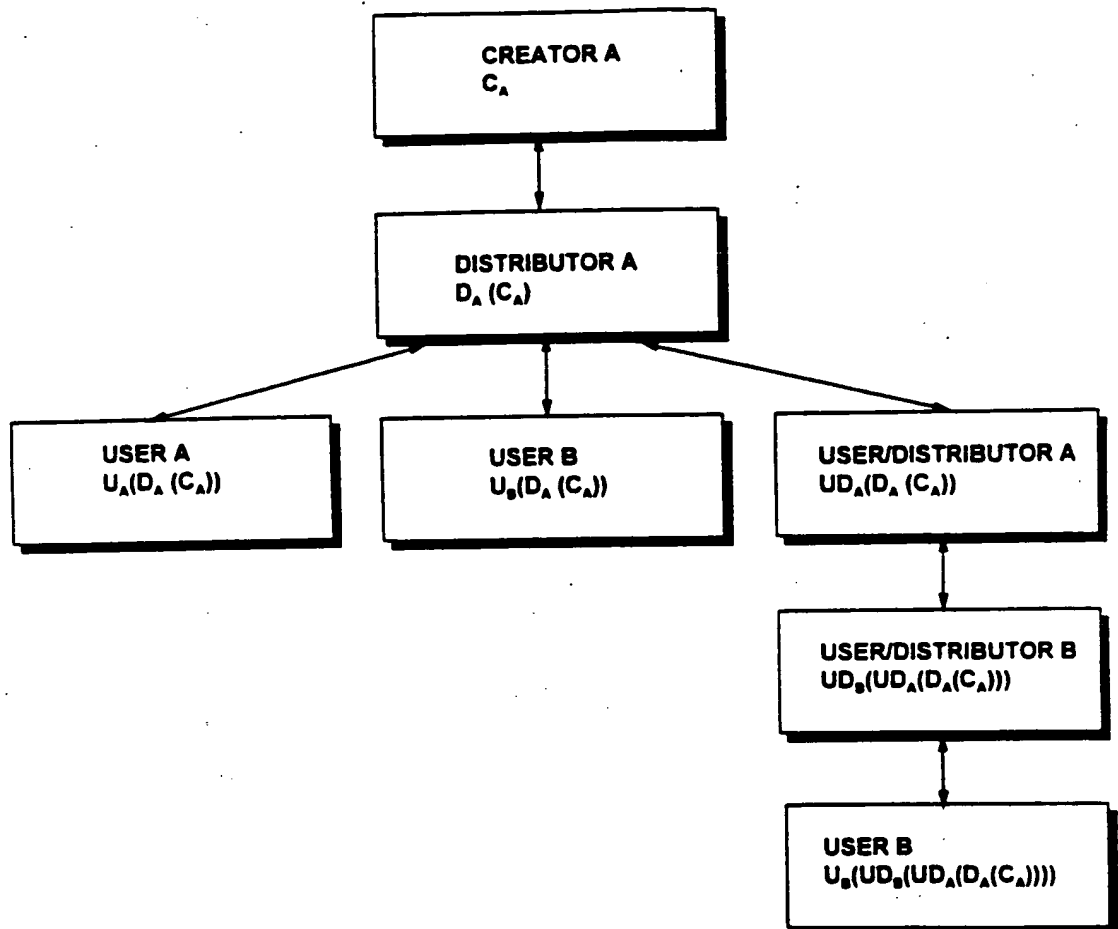 CREATOR A
C_A
DISTRIBUTOR A
D_A (C_A)
USER A
U_A(D_A (C_A))
USER B
U_B(D_A (C_A))
USER/DISTRIBUTOR A
UD_A(D_A (C_A))
USER/DISTRIBUTOR B
UD_B(UD_A(D_A(C_A)))
USER B
U_B(UD_B(UD_A(D_A(C_A))))